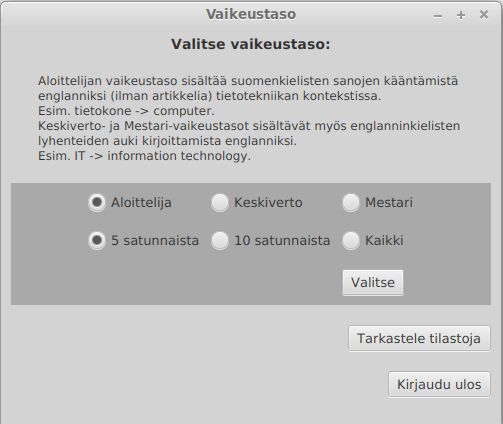 Vaikeustaso
Valitse vaikeustaso:
Aloittelijan vaikeustaso sisältää suomenkielisten sanojen kääntämistä
englanniksi (ilman artikkelia) tietotekniikan kontekstissa.
Esim. tietokone -> computer.
Keskiverto- ja Mestari-vaikeustasot sisältävät myös englanninkielisten
lyhenteiden auki kirjoittamista englanniksi.
Esim. IT -> information technology.
Aloittelija Keskiverto Mestari
5 satunnaista 10 satunnaista Kaikki
Valitse
Tarkastele tilastoja
Kirjaudu ulos